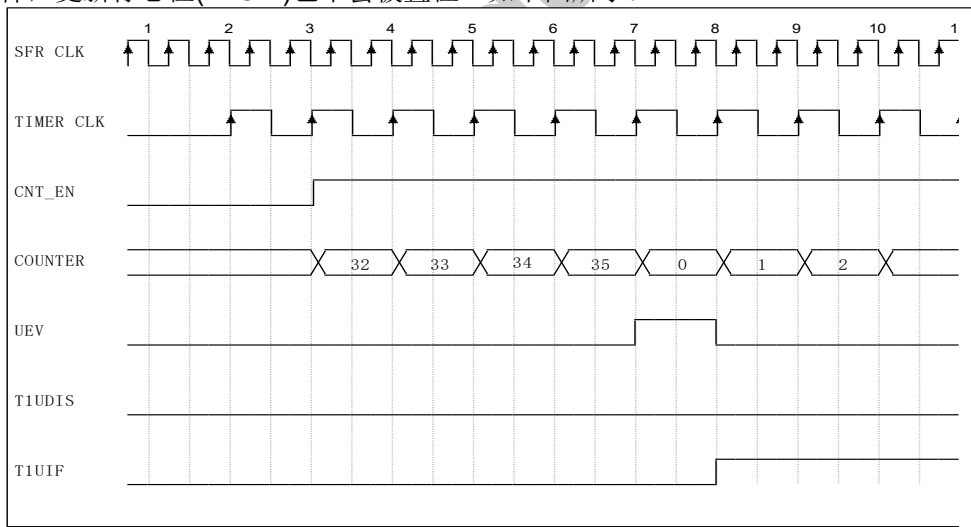 1 2 3 4 5 6 7 8 9 10 1
SFR CLK
TIMER CLK
CNT_EN
COUNTER 32 33 34 35 0 1 2
UEV
T1UDIS
T1UIF